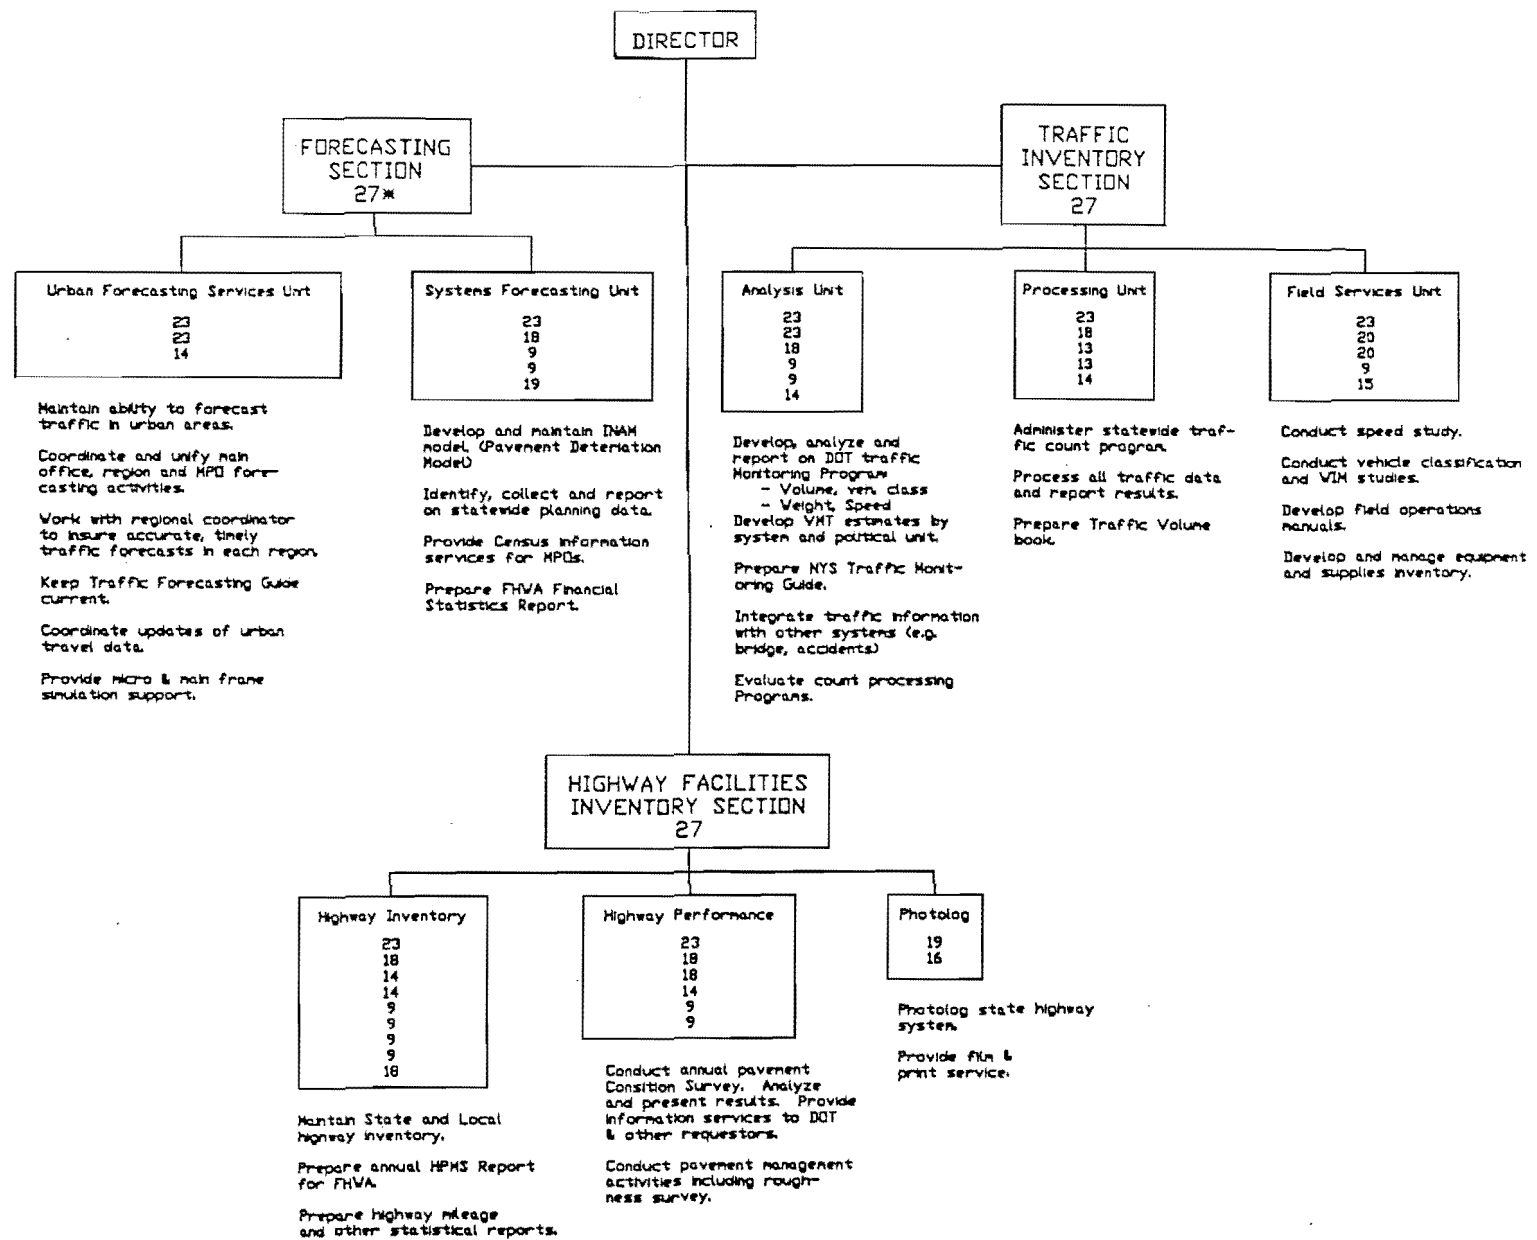 DIRECTOR
FORECASTING
SECTION
27*
TRAFFIC
INVENTORY
SECTION
27
Urban Forecasting Services Unit
23
23
14
Maintain ability to forecast
traffic in urban areas.
Coordinate and unify main
office, region and MPO fore-
casting activities.
Work with regional coordinator
to insure accurate, timely
traffic forecasts in each region.
Keep Traffic Forecasting Guide
current.
Coordinate updates of urban
travel data.
Provide micro & main frame
simulation support.
Systems Forecasting Unit
23
18
9
9
19
Develop and maintain INAM
model. (Pavement Deteriation
Model)
Identify, collect and report
on statewide planning data.
Provide Census information
services for MPOs.
Prepare FHWA Financial
Statistics Report.
Analysis Unit
23
23
18
9
9
14
Develop, analyze and
report on DOT traffic
Monitoring Program
- Volume, veh. class
- Weight, Speed
Develop VMT estimates by
system and political unit.
Prepare NYS Traffic Monit-
oring Guide.
Integrate traffic information
with other systems (e.g.
bridge, accidents)
Evaluate count processing
Programs.
Processing Unit
23
18
13
13
14
Administer statewide traf-
fic count program.
Process all traffic data
and report results.
Prepare Traffic Volume
book.
Field Services Unit
23
20
20
9
15
Conduct speed study.
Conduct vehicle classification
and WIM studies.
Develop field operations
manuals.
Develop and manage equipment
and supplies inventory.
HIGHWAY FACILITIES
INVENTORY SECTION
27
Highway Inventory
23
18
14
14
9
9
9
9
18
Maintain State and Local
highway inventory.
Prepare annual HPMS Report
for FHWA.
Prepare highway mileage
and other statistical reports.
Highway Performance
23
18
18
14
9
9
Conduct annual pavement
Consition Survey. Analyze
and present results. Provide
information services to DOT
& other requestors.
Conduct pavement management
activities including rough-
ness survey.
Photolog
19
16
Photolog state highway
system.
Provide film &
print service.